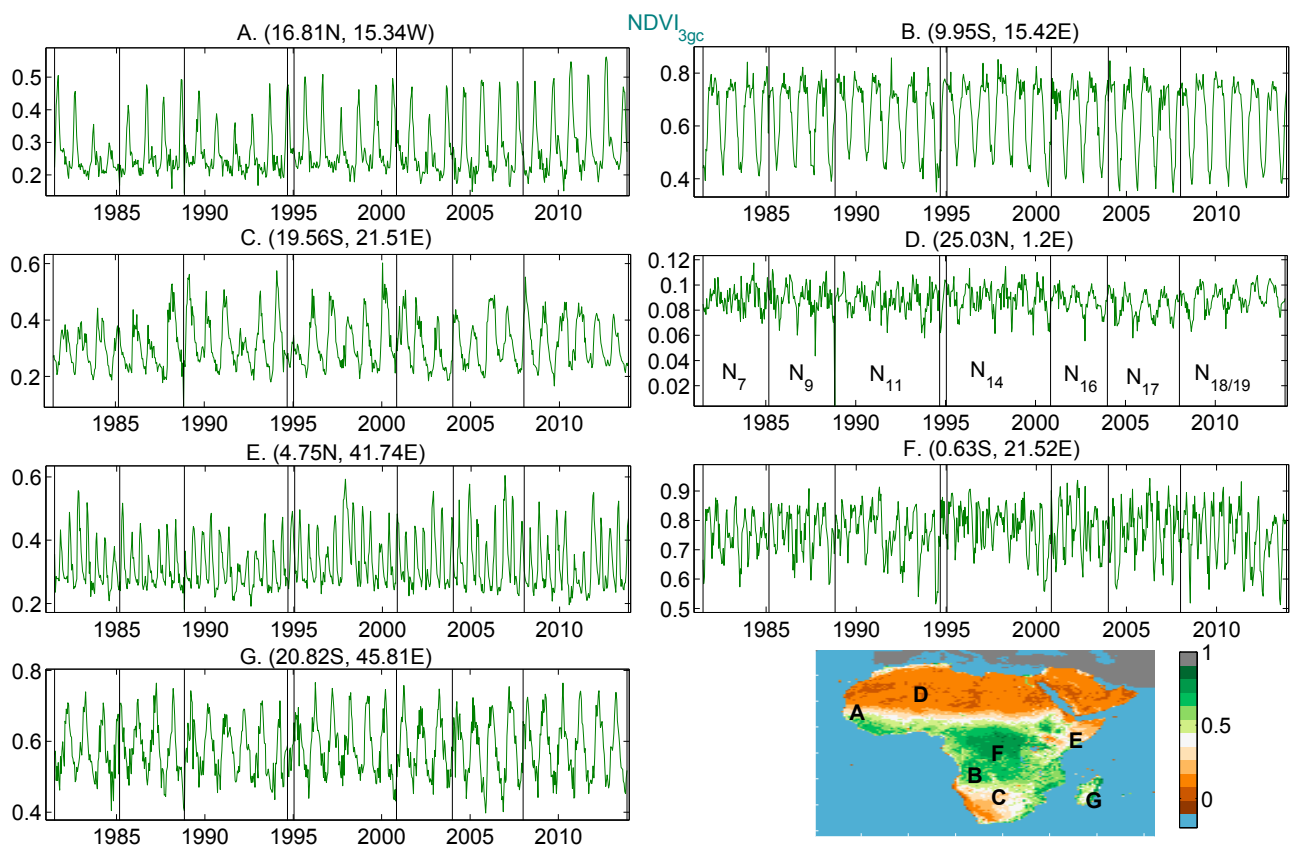 NDVI3gc
A. (16.81N, 15.34W)
0.5
0.4
0.3
0.2
1985 1990 1995 2000 2005 2010
B. (9.95S, 15.42E)
0.8
0.6
0.4
1985 1990 1995 2000 2005 2010
C. (19.56S, 21.51E)
0.6
0.4
0.2
1985 1990 1995 2000 2005 2010
D. (25.03N, 1.2E)
0.12
0.1
0.08
0.06
0.04
0.02
N7 N9 N11 N14 N16 N17 N18/19
1985 1990 1995 2000 2005 2010
E. (4.75N, 41.74E)
0.6
0.4
0.2
1985 1990 1995 2000 2005 2010
F. (0.63S, 21.52E)
0.9
0.8
0.7
0.6
0.5
1985 1990 1995 2000 2005 2010
G. (20.82S, 45.81E)
0.8
0.6
0.4
1985 1990 1995 2000 2005 2010
D
A
E
F
B
C
G
1
0.5
0